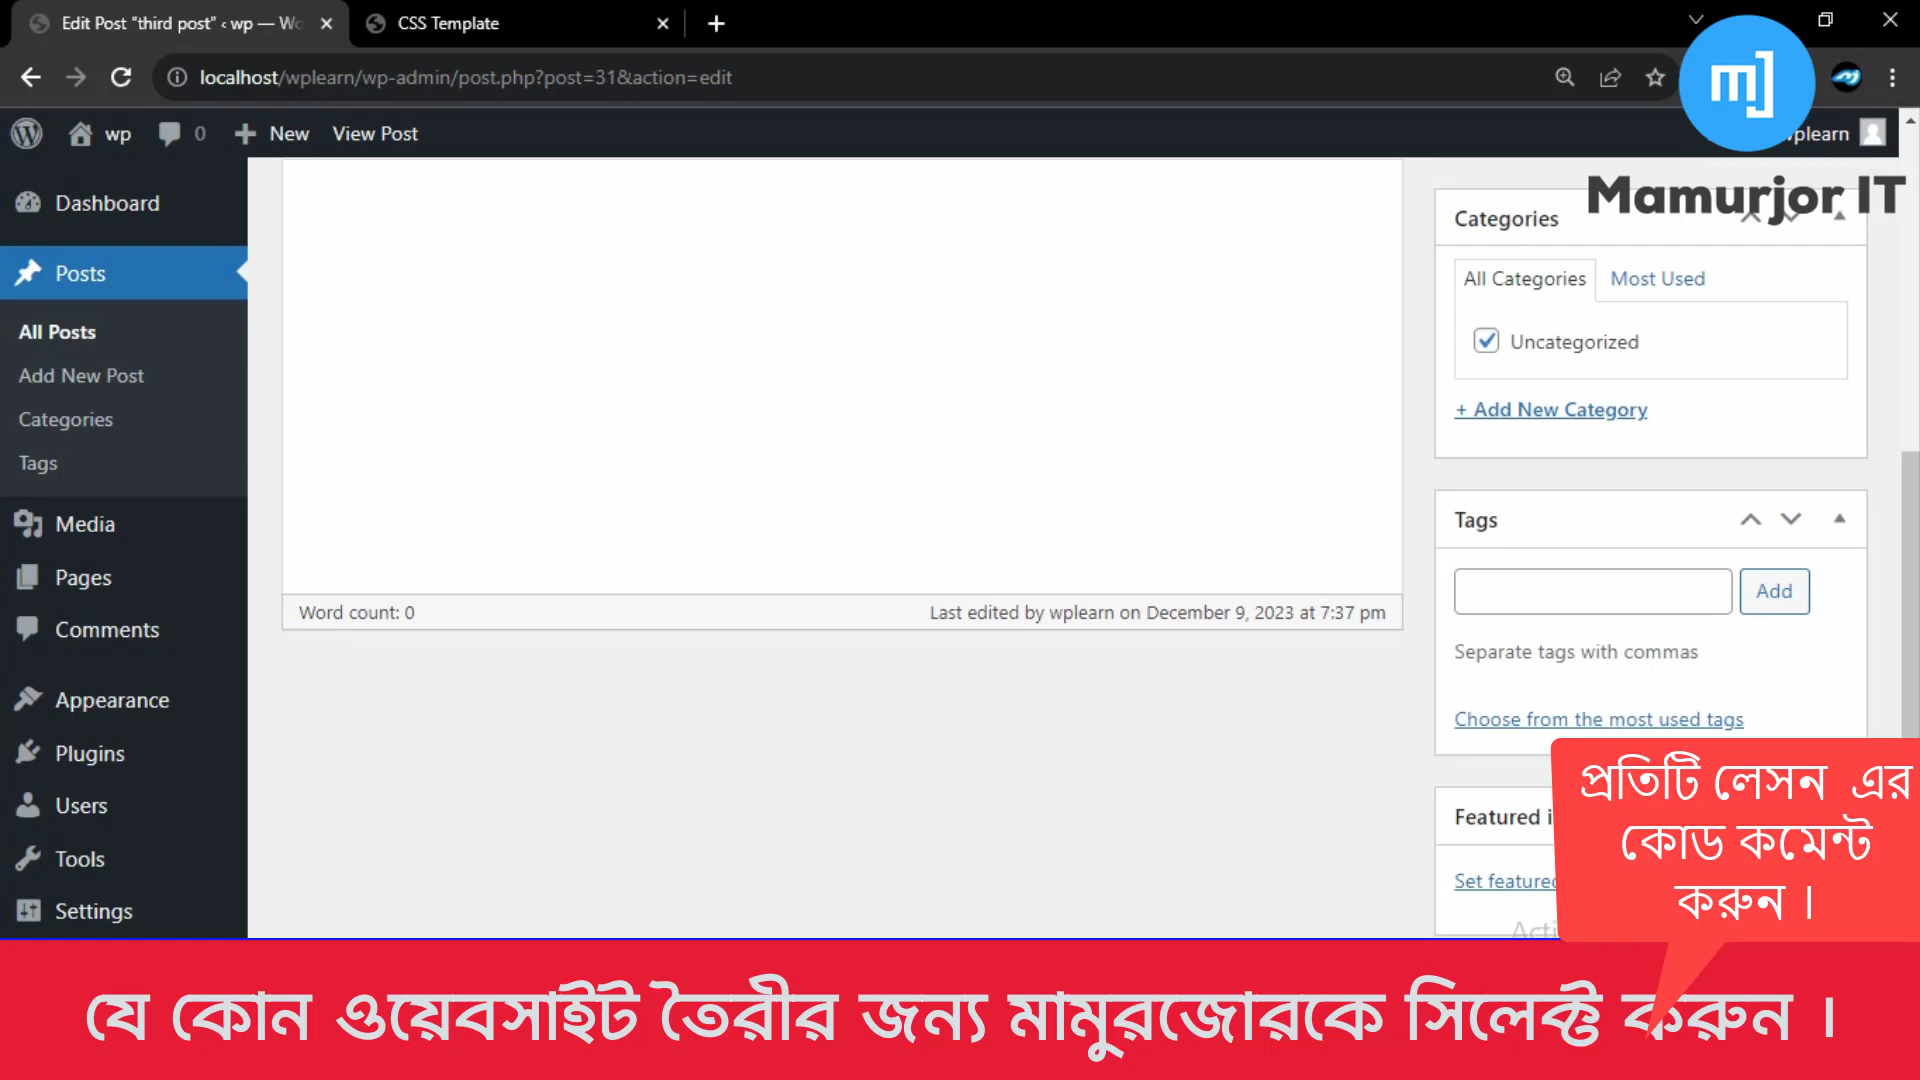 Edit Post “third post” ‹ wp — Wo
CSS Template
localhost/wplearn/wp-admin/post.php?post=31&action=edit
wp
0
New
View Post
plearn
mj
Mamurjor IT
Dashboard
Posts
All Posts
Add New Post
Categories
Tags
Media
Pages
Comments
Appearance
Plugins
Users
Tools
Settings
Word count: 0
Last edited by wplearn on December 9, 2023 at 7:37 pm
Categories
All Categories
Most Used
Uncategorized
+ Add New Category
Tags
Add
Separate tags with commas
Choose from the most used tags
Featured i
Set featured
Acti
প্রতিটি লেসন এর
কোড কমেন্ট
করুন ।
যে কোন ওয়েবসাইট তৈরীর জন্য মামুরজোরকে সিলেক্ট করুন ।